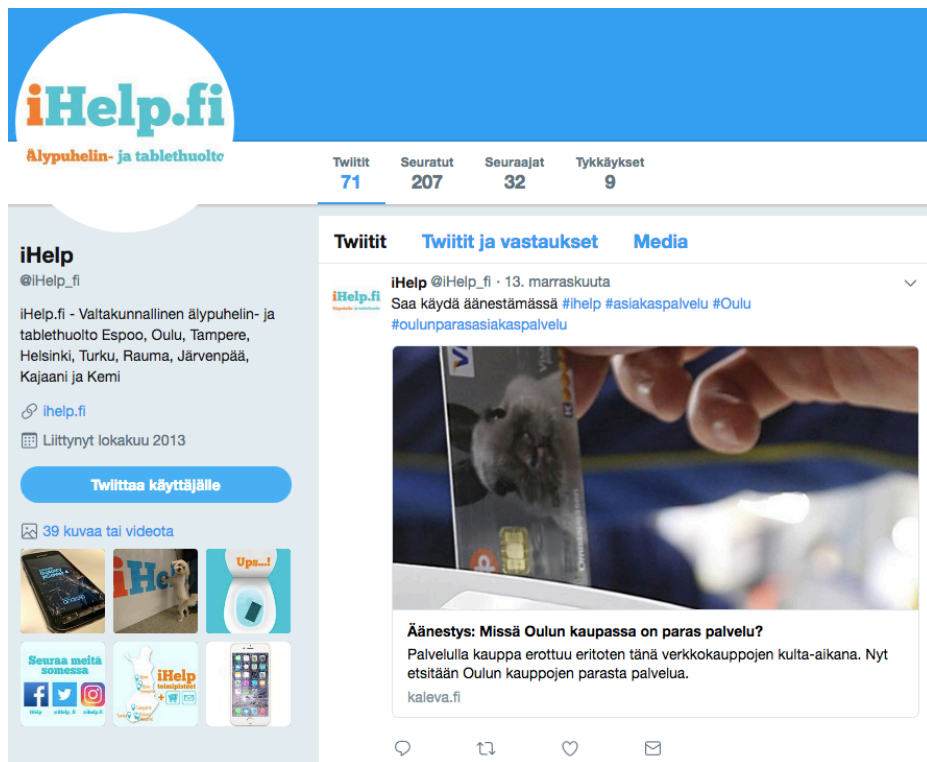 iHelp.fi
Älypuhelin- ja tablethuolto
Twiitit
Seuratut
Seuraajat
Tykkäykset
71
207
32
9
iHelp
@iHelp_fi
iHelp.fi - Valtakunnallinen älypuhelin- ja
tablethuolto Espoo, Oulu, Tampere,
Helsinki, Turku, Rauma, Järvenpää,
Kajaani ja Kemi
ihelp.fi
Liittynyt lokakuu 2013
Twiittaa käyttäjälle
39 kuvaa tai videota
Ups...!
Seuraa meitä
somessa
iHelp
toimipisteet
Twiitit
Twiitit ja vastaukset
Media
iHelp.fi
iHelp @iHelp_fi · 13. marraskuuta
Saa käydä äänestämässä #ihelp #asiakaspalvelu #Oulu
#oulunparasasiakaspalvelu
Äänestys: Missä Oulun kaupassa on paras palvelu?
Palvelulla kauppa erottuu eritoten tänä verkkokauppojen kulta-aikana. Nyt
etsitään Oulun kauppojen parasta palvelua.
kaleva.fi